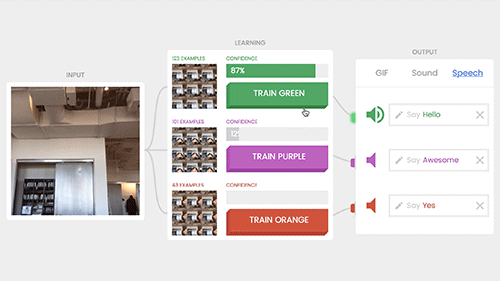 INPUT
LEARNING
123 EXAMPLES
CONFIDENCE
87%
TRAIN GREEN
101 EXAMPLES
CONFIDENCE
12%
TRAIN PURPLE
48 EXAMPLES
CONFIDENCE
TRAIN ORANGE
OUTPUT
GIF Sound Speech
Say Hello
Say Awesome
Say Yes